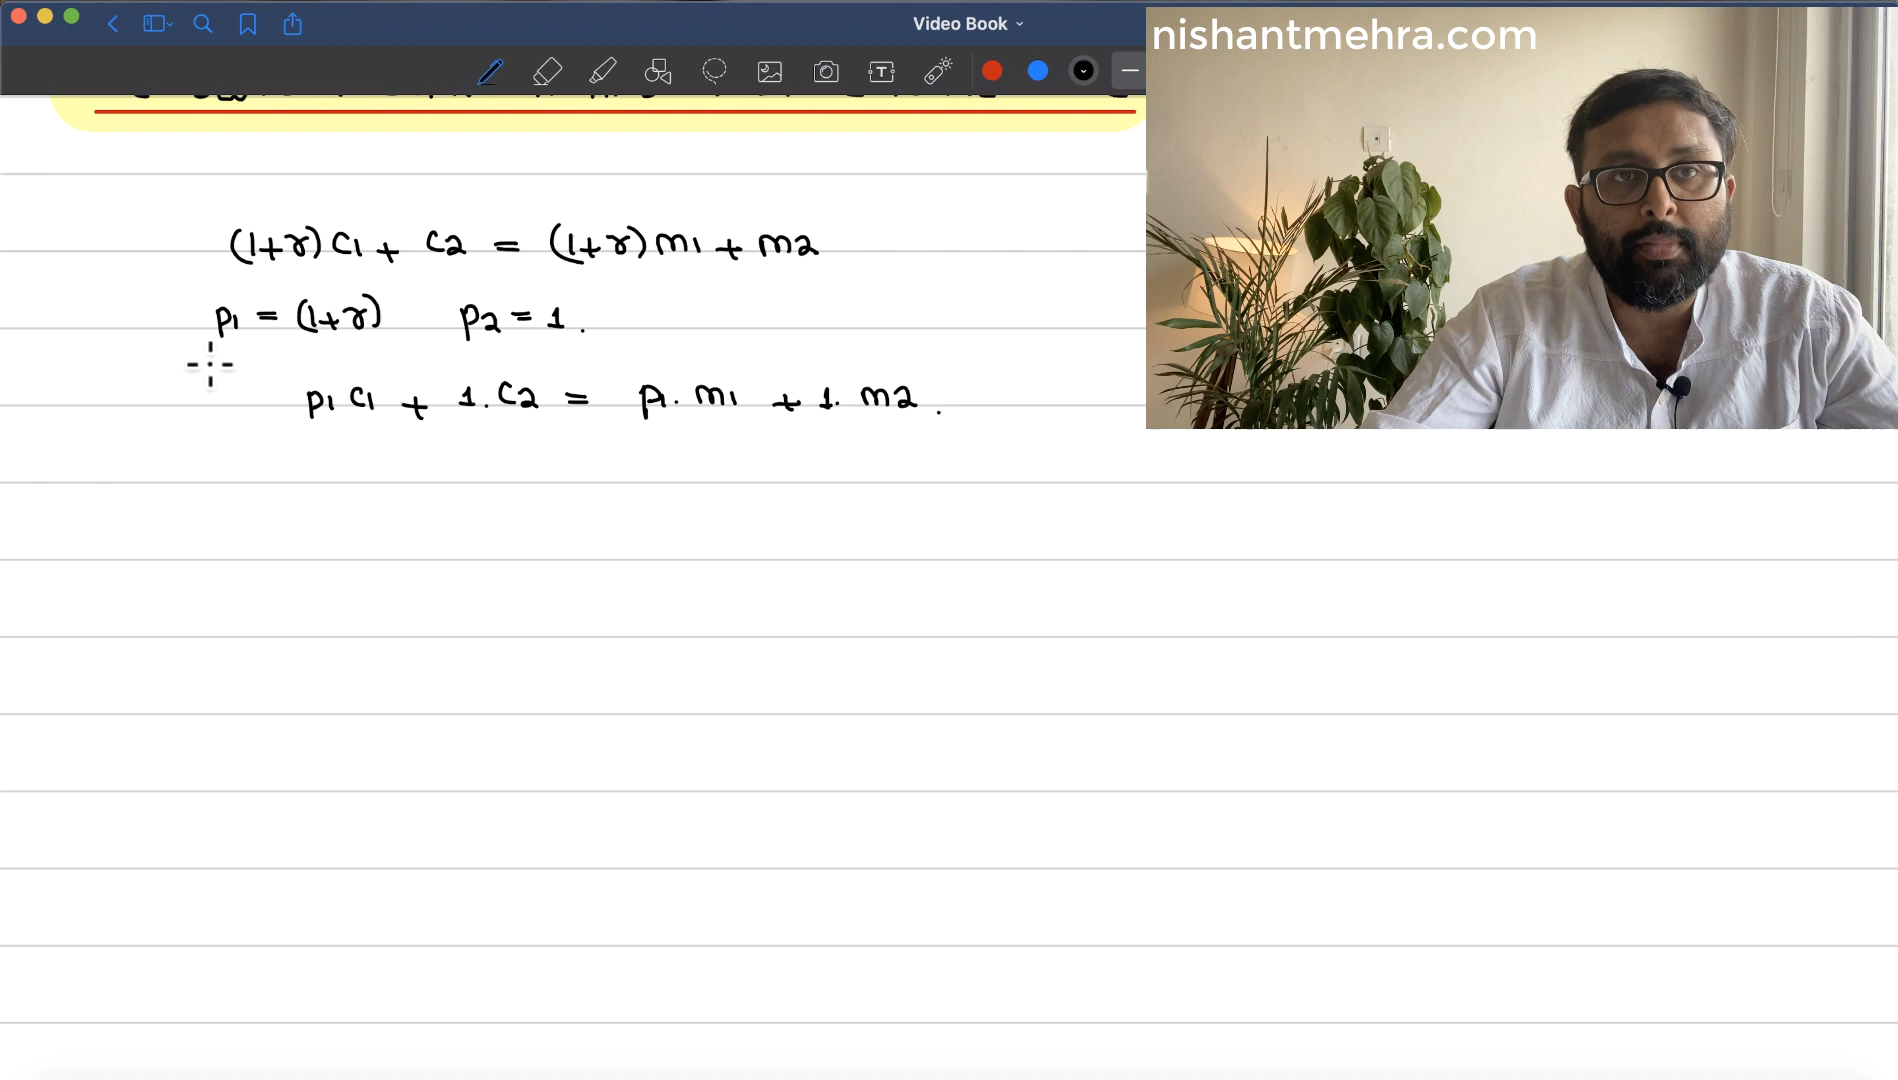 Video Book
nishantmehra.com
(1+r) c1 + c2 = (1+r) m1 + m2
p1 = (1+r) p2 = 1.
p1 c1 + 1. c2 = p1. m1 + 1. m2.